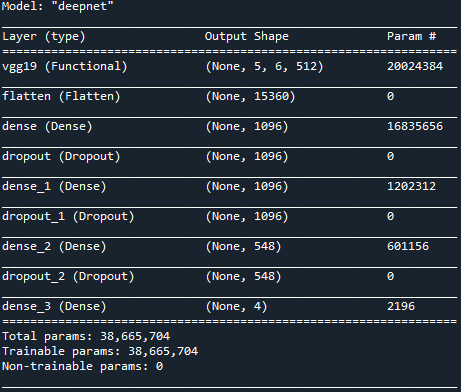 Model: "deepnet"
Layer (type) Output Shape Param #
vgg19 (Functional) (None, 5, 6, 512) 20024384
flatten (Flatten) (None, 15360) 0
dense (Dense) (None, 1096) 16835656
dropout (Dropout) (None, 1096) 0
dense_1 (Dense) (None, 1096) 1202312
dropout_1 (Dropout) (None, 1096) 0
dense_2 (Dense) (None, 548) 601156
dropout_2 (Dropout) (None, 548) 0
dense_3 (Dense) (None, 4) 2196
Total params: 38,665,704
Trainable params: 38,665,704
Non-trainable params: 0